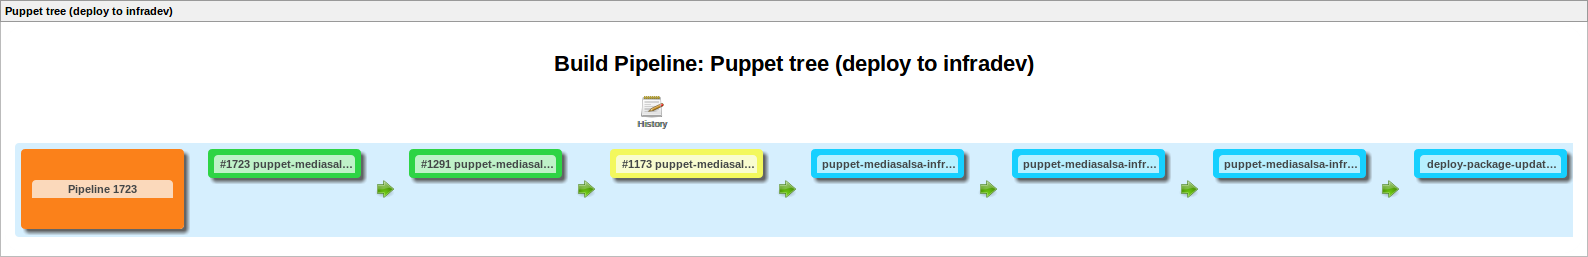 Puppet tree (deploy to infradev)
Build Pipeline: Puppet tree (deploy to infradev)
History
Pipeline 1723
#1723 puppet-mediasal...
#1291 puppet-mediasal...
#1173 puppet-mediasal...
puppet-mediasalsa-infr...
puppet-mediasalsa-infr...
puppet-mediasalsa-infr...
deploy-package-updat...